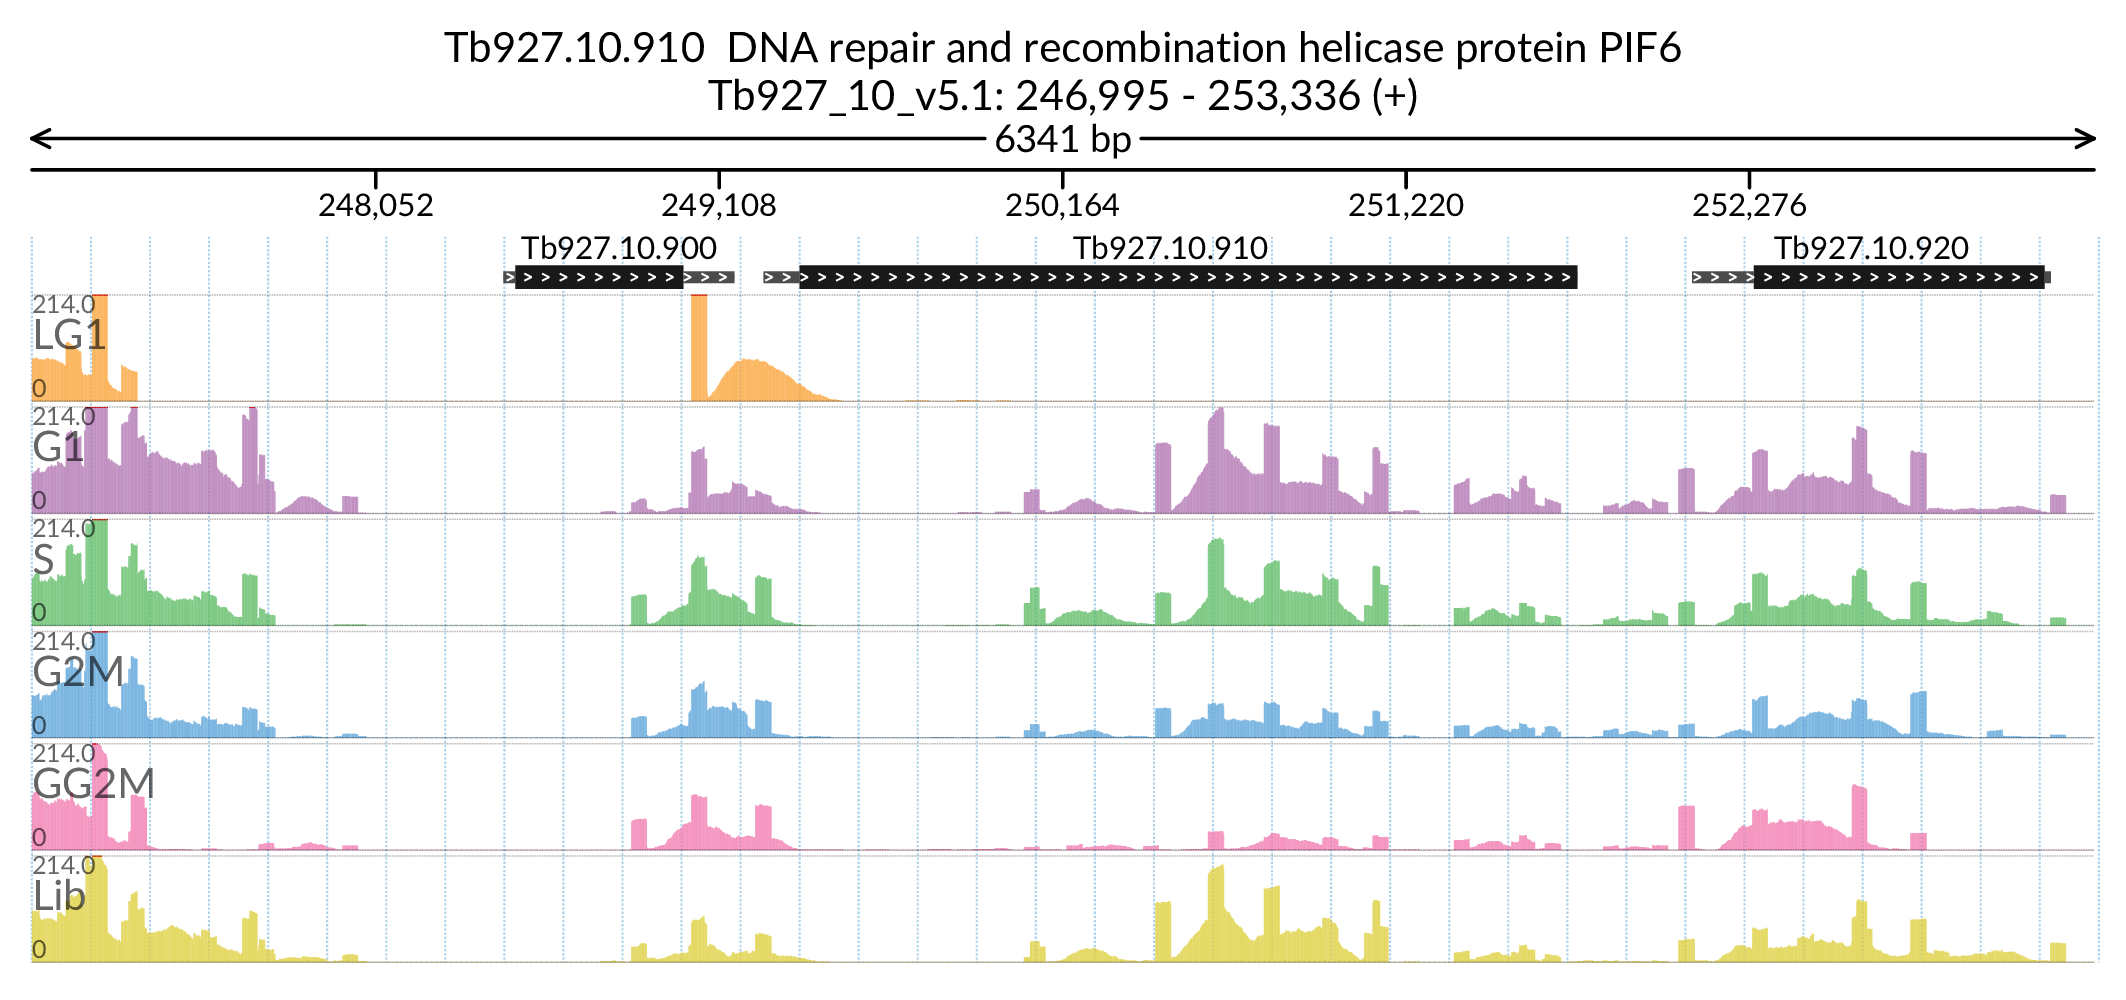 Tb927.10.910  DNA repair and recombination helicase protein PIF6
Tb927_10_v5.1: 246,995 - 253,336 (+)
6341 bp
248,052 249,108 250,164 251,220 252,276
Tb927.10.900 Tb927.10.910 Tb927.10.920
214.0
LG1
0
214.0
G1
0
214.0
S
0
214.0
G2M
0
214.0
GG2M
0
214.0
Lib
0